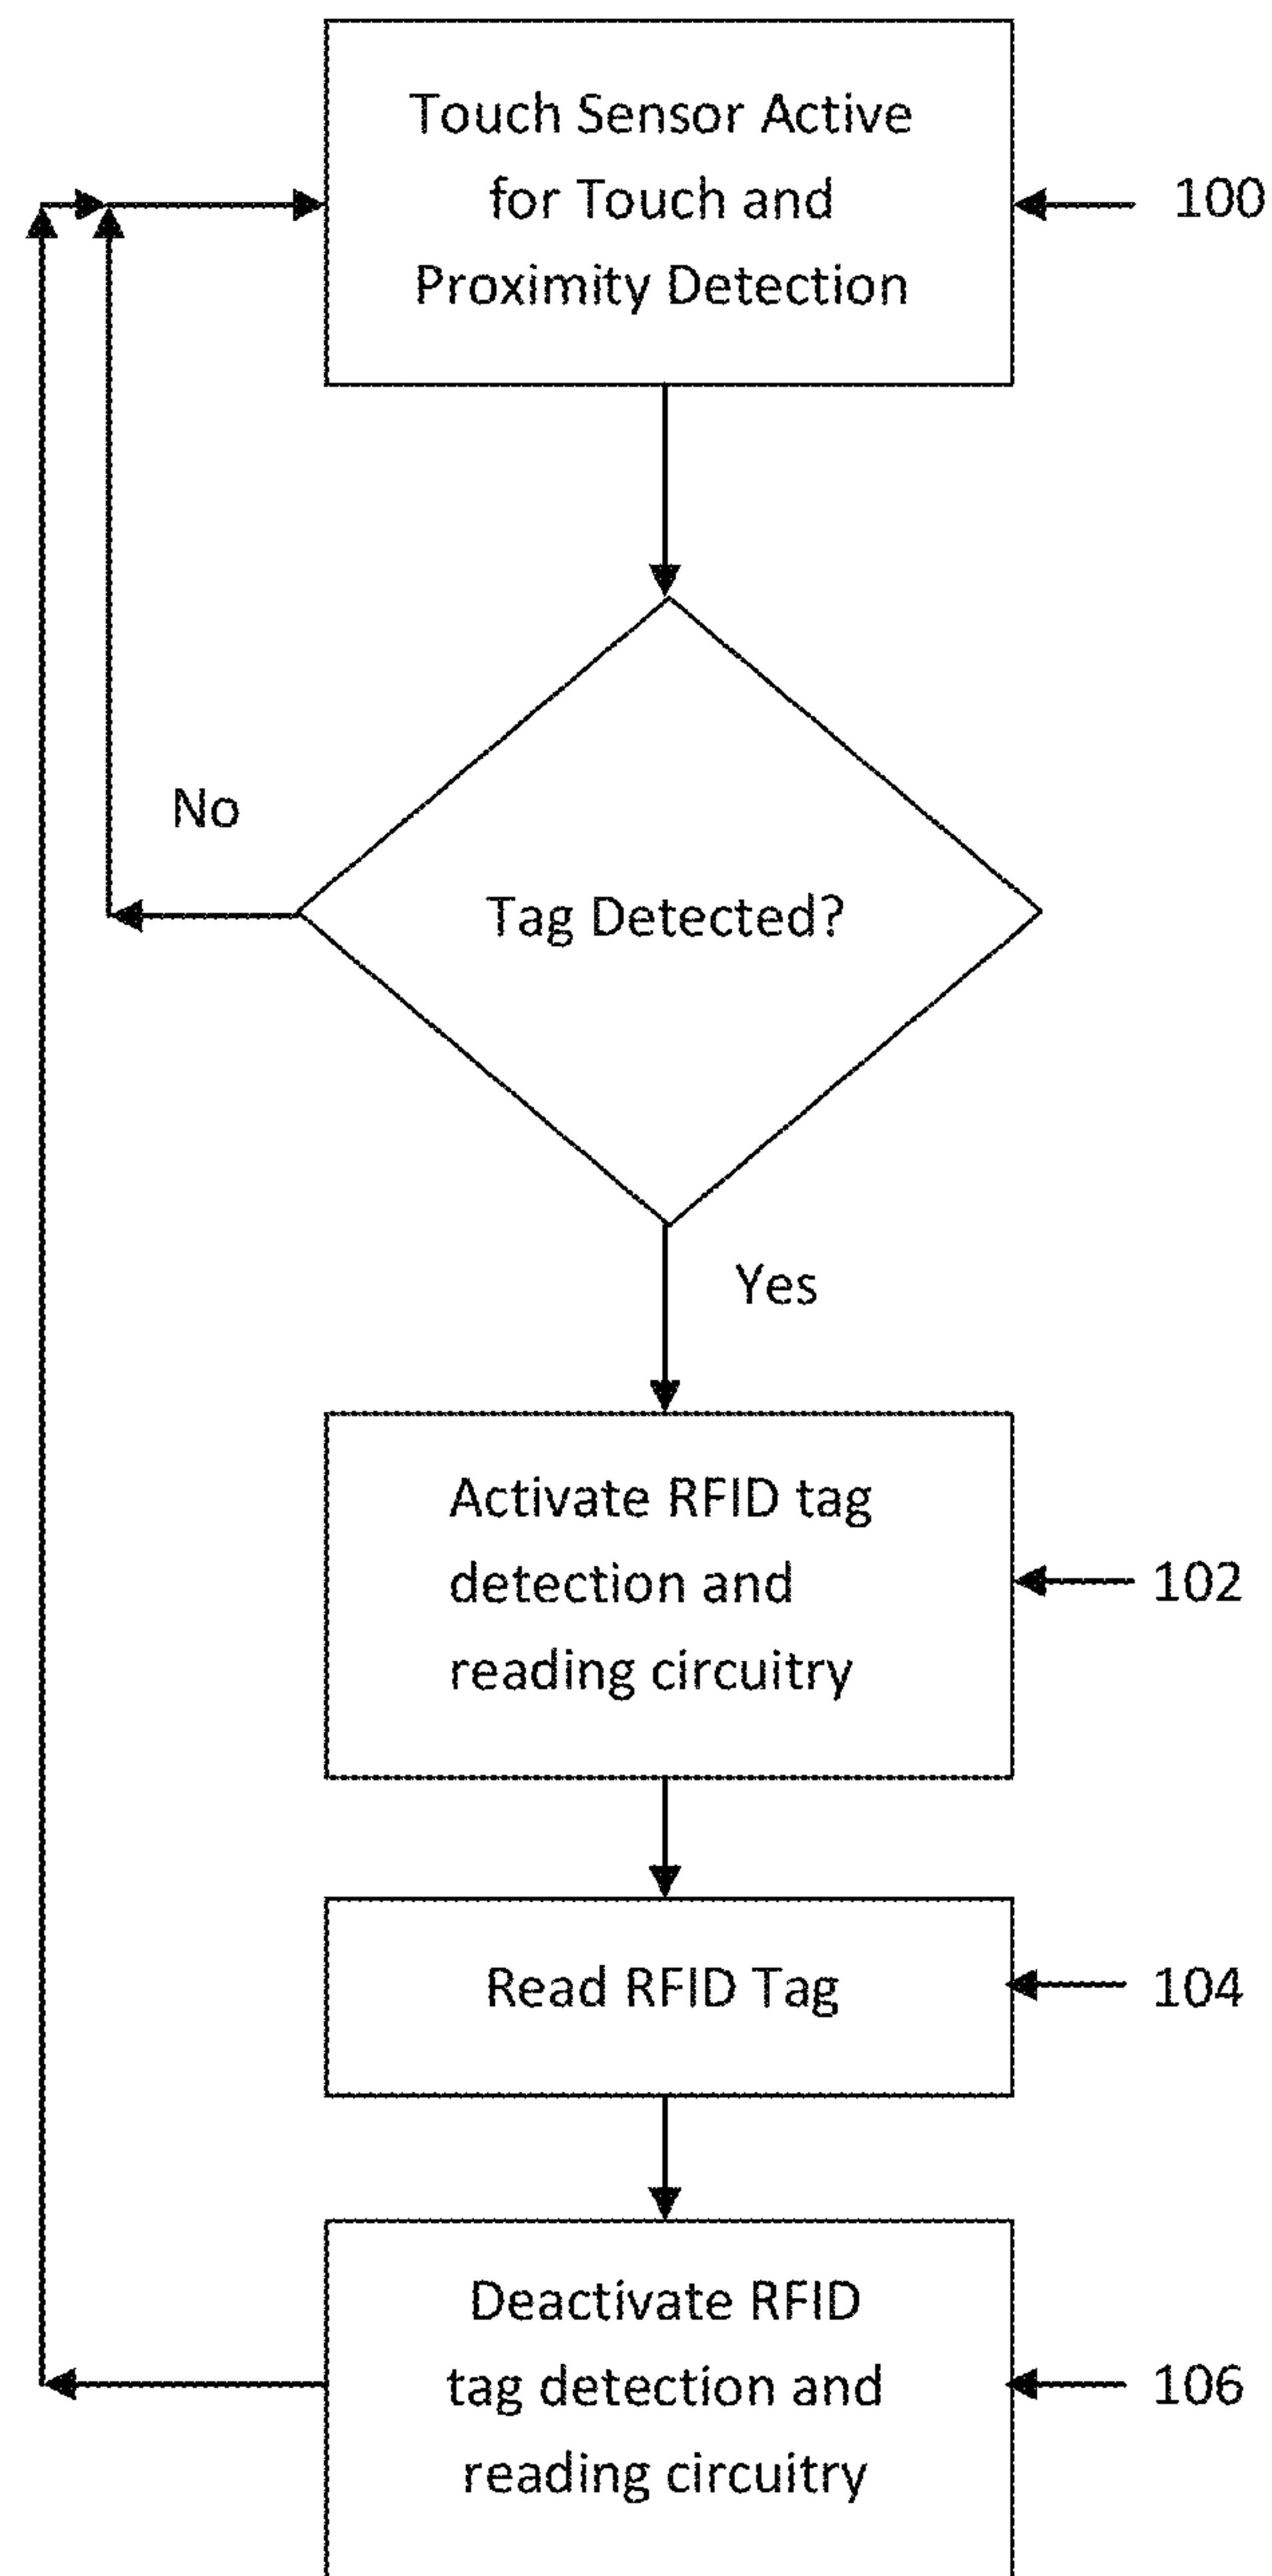 Touch Sensor Active
for Touch and
Proximity Detection
100
No
Tag Detected?
Yes
Activate RFID tag
detection and
reading circuitry
102
Read RFID Tag
104
Deactivate RFID
tag detection and
reading circuitry
106